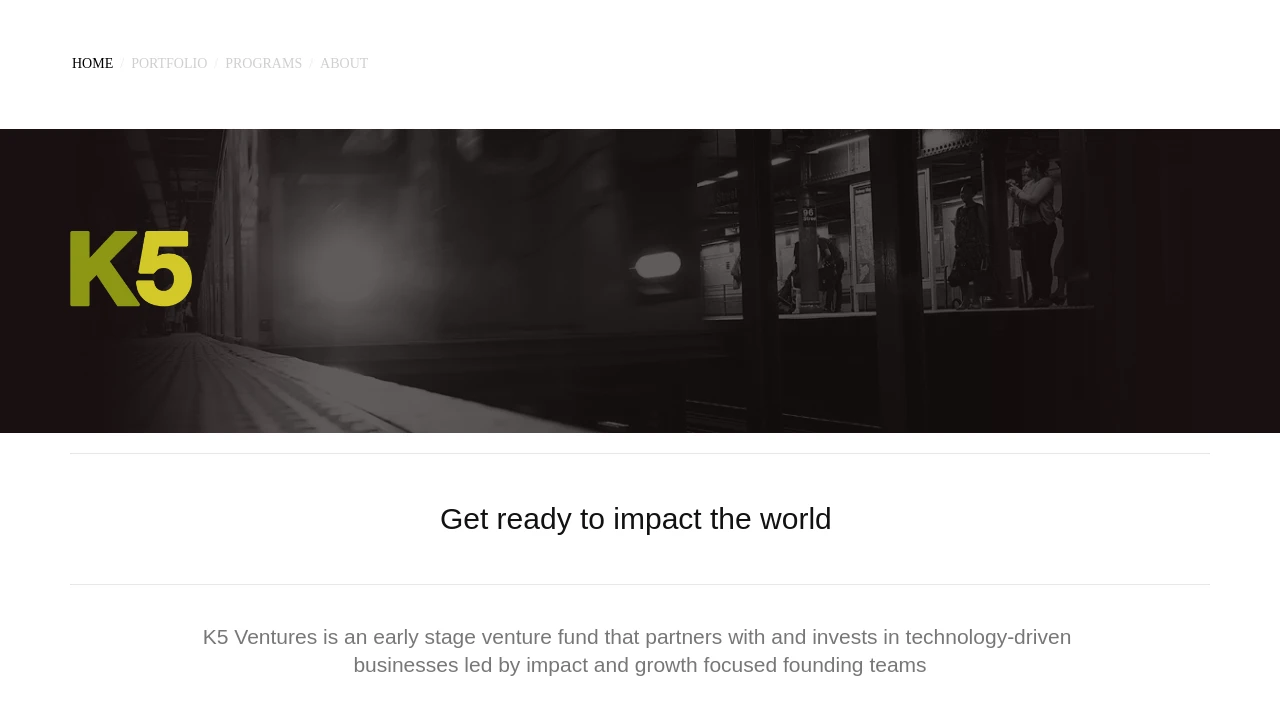 HOME / PORTFOLIO / PROGRAMS / ABOUT
96
K5
Get ready to impact the world
K5 Ventures is an early stage venture fund that partners with and invests in technology-driven
businesses led by impact and growth focused founding teams